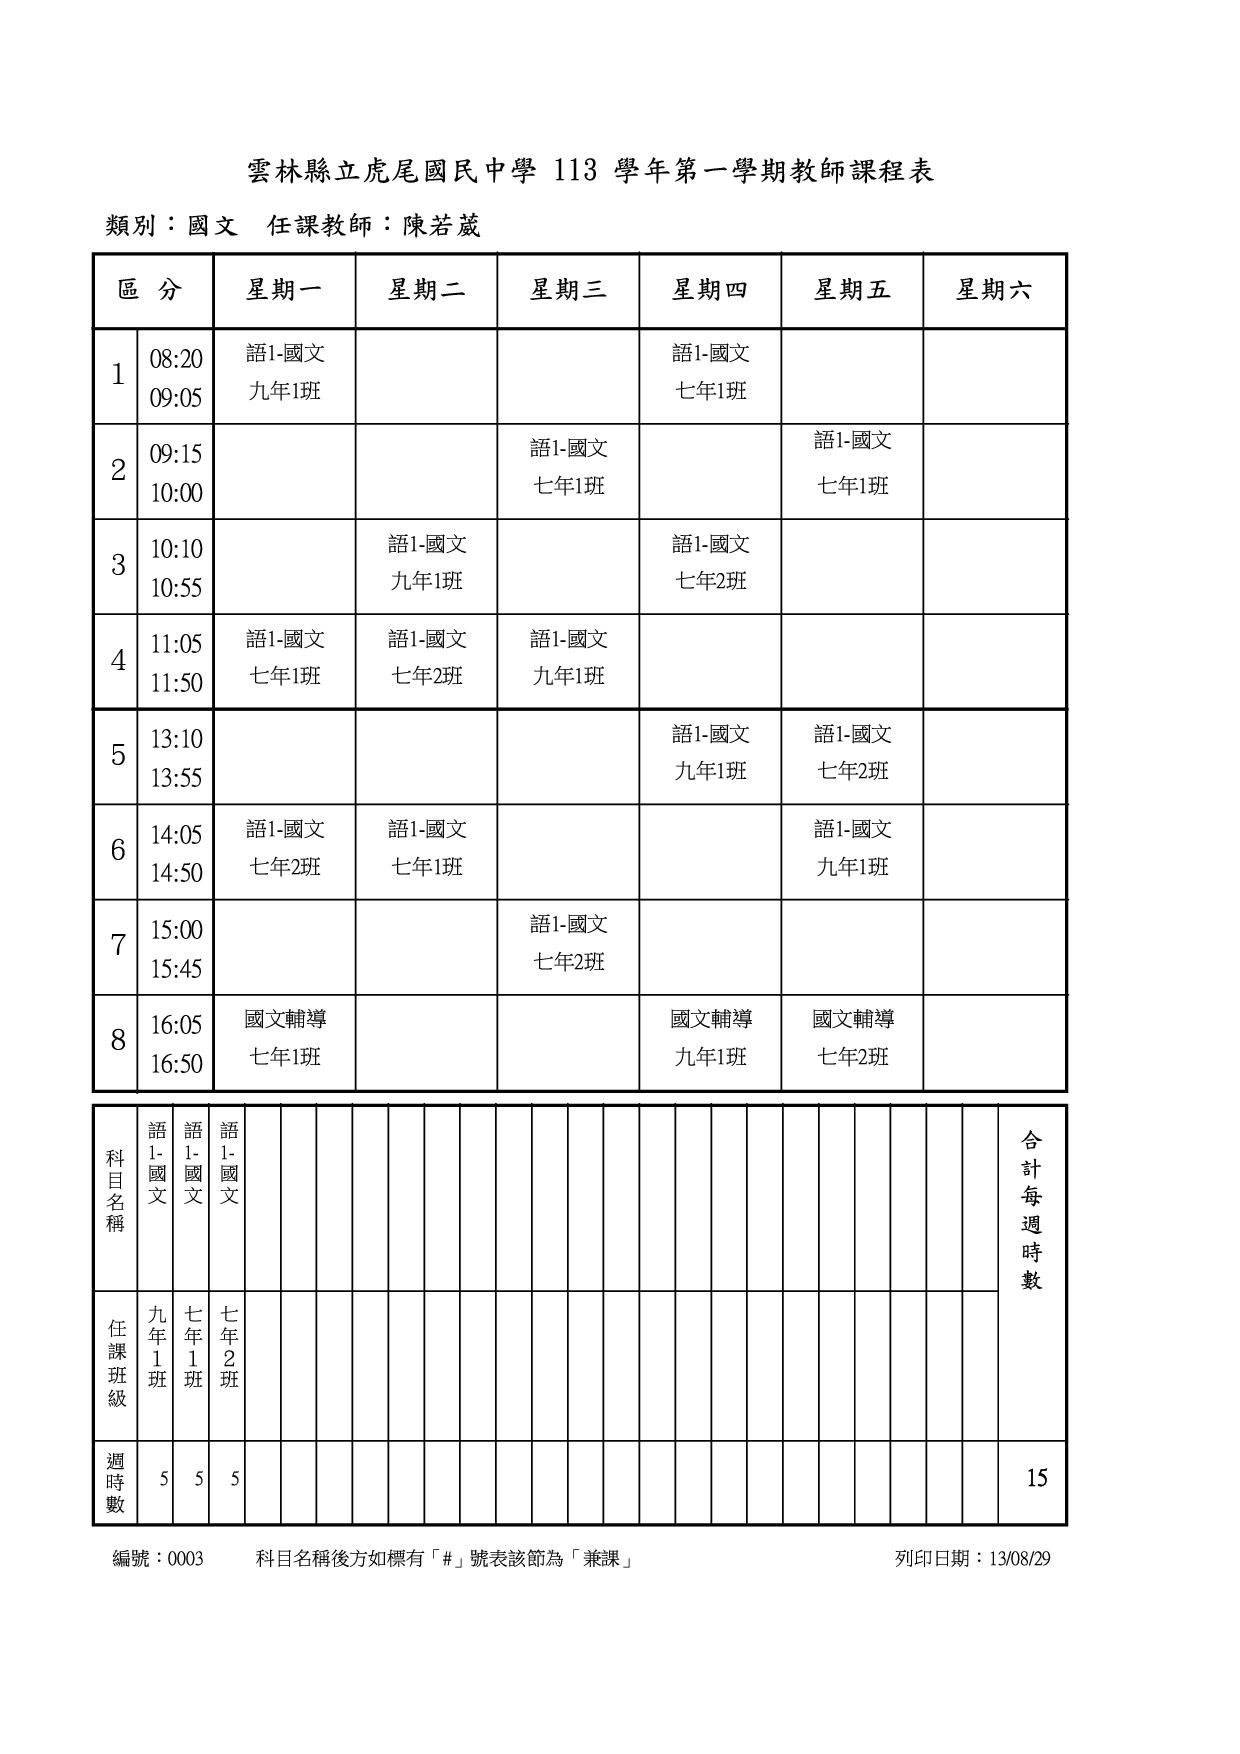 雲林縣立虎尾國民中學 113 學年第一學期教師課程表
類別：國文 任課教師：陳若葳
區 分 星期一 星期二 星期三 星期四 星期五 星期六
1
08:20
09:05
語1-國文
九年1班
語1-國文
七年1班
2
09:15
10:00
語1-國文
七年1班
語1-國文
七年1班
3
10:10
10:55
語1-國文
九年1班
語1-國文
七年2班
4
11:05
11:50
語1-國文
七年1班
語1-國文
七年2班
語1-國文
九年1班
5
13:10
13:55
語1-國文
九年1班
語1-國文
七年2班
6
14:05
14:50
語1-國文
七年2班
語1-國文
七年1班
語1-國文
九年1班
7
15:00
15:45
語1-國文
七年2班
8
16:05
16:50
國文輔導
七年1班
國文輔導
九年1班
國文輔導
七年2班
科目名稱
語1-國文
語1-國文
語1-國文
合計每週時數
任課班級
九年1班
七年1班
七年2班
週時數
5
5
5
15
編號：0003 科目名稱後方如標有「#」號表該節為「兼課」 列印日期：13/08/29